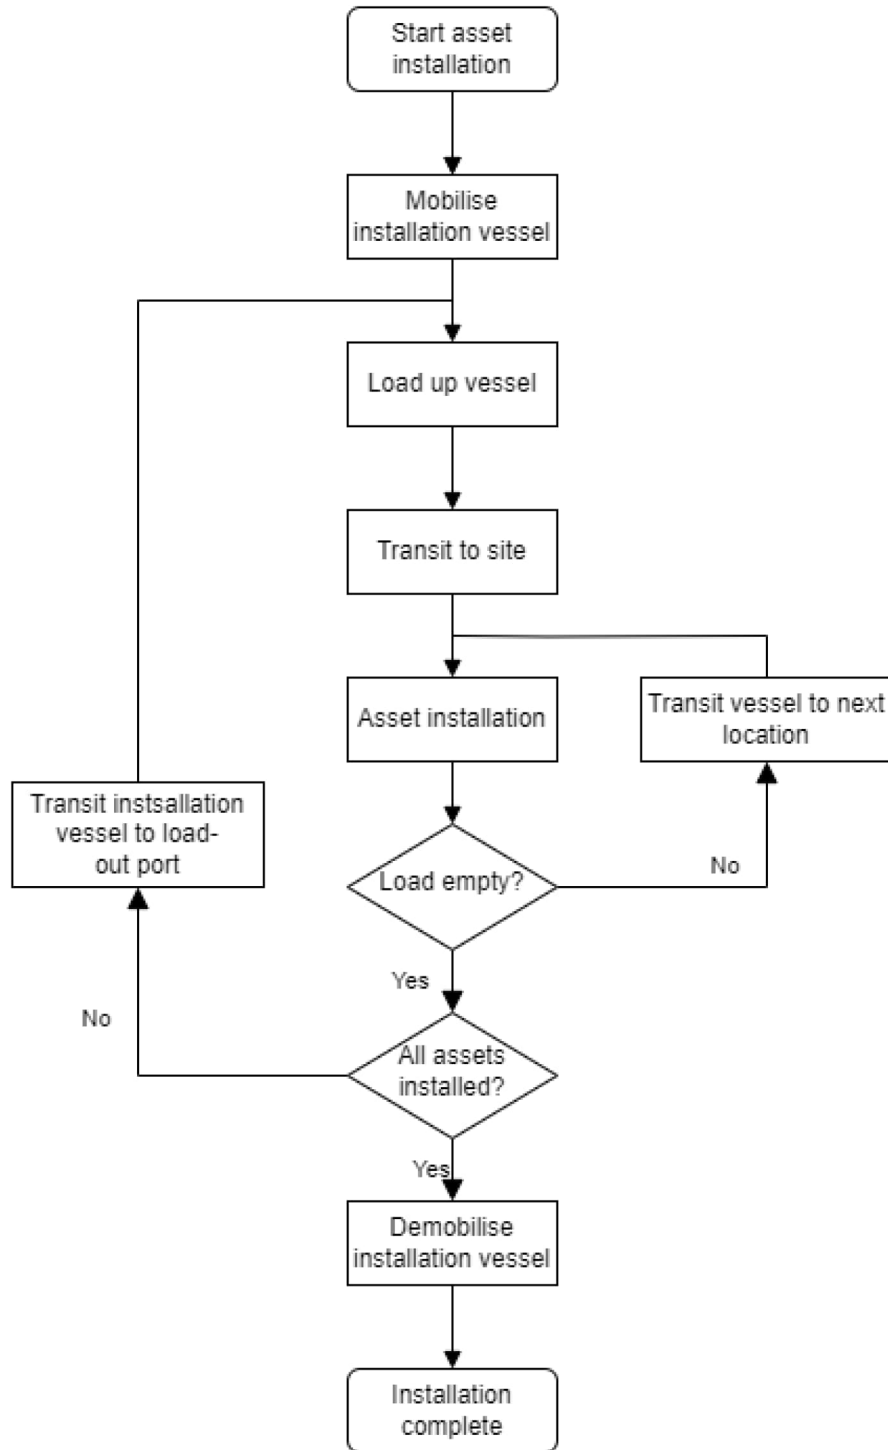 Start asset
installation
Mobilise
installation vessel
Load up vessel
Transit to site
Asset installation
Transit vessel to next
location
Transit instsallation
vessel to load-
out port
Load empty?
No
Yes
No
All assets
installed?
Yes
Demobilise
installation vessel
Installation
complete